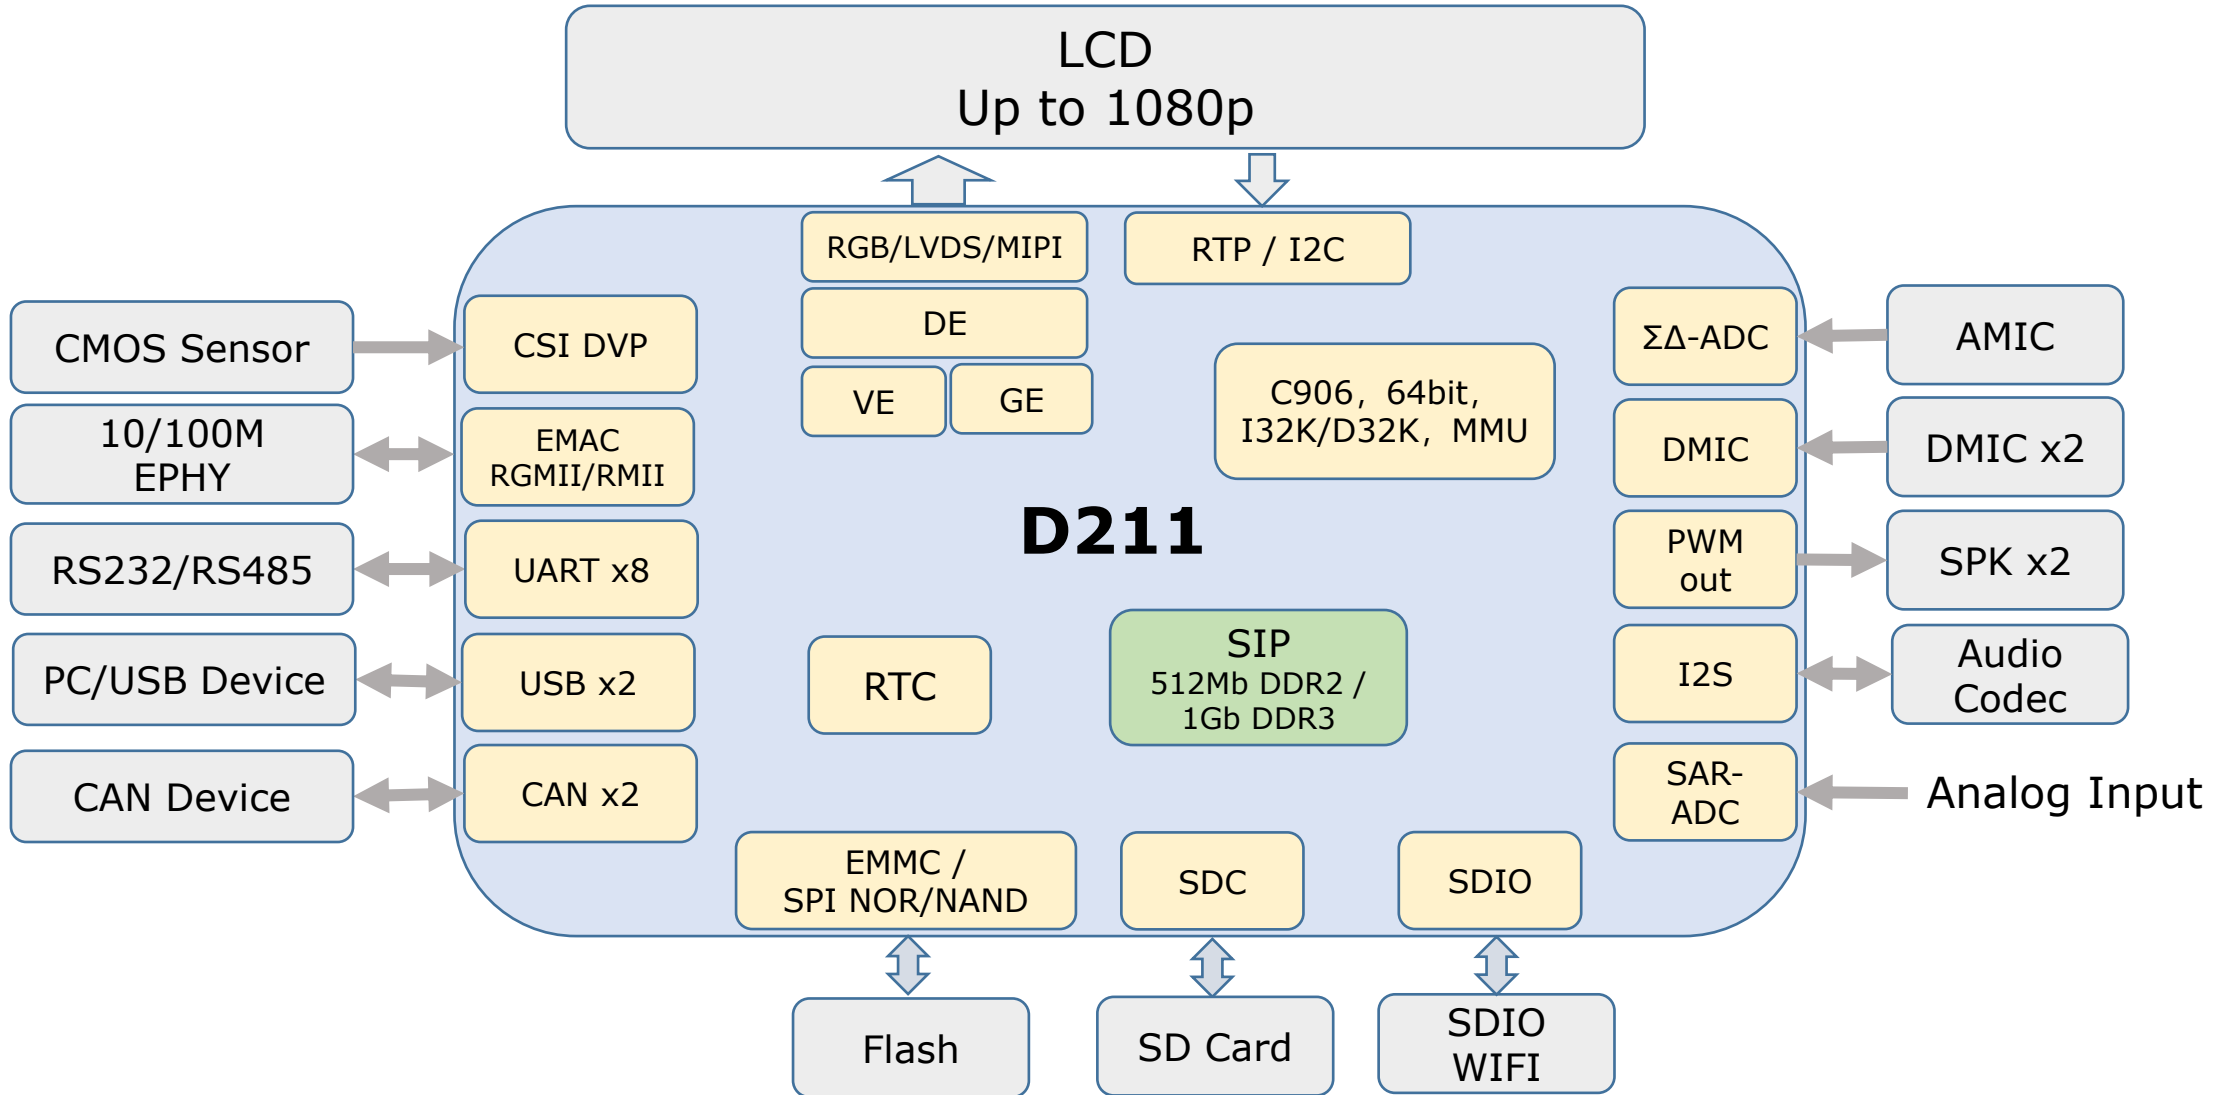 LCD
Up to 1080p
RGB/LVDS/MIPI
RTP / I2C
DE
VE
GE
C906，64bit，
I32K/D32K，MMU
CMOS Sensor
CSI DVP
10/100M
EPHY
EMAC
RGMII/RMII
RS232/RS485
UART x8
PC/USB Device
USB x2
CAN Device
CAN x2
D211
RTC
SIP
512Mb DDR2 /
1Gb DDR3
ΣΔ-ADC
AMIC
DMIC
DMIC x2
PWM
out
SPK x2
I2S
Audio
Codec
SAR-
ADC
Analog Input
EMMC /
SPI NOR/NAND
SDC
SDIO
Flash
SD Card
SDIO
WIFI